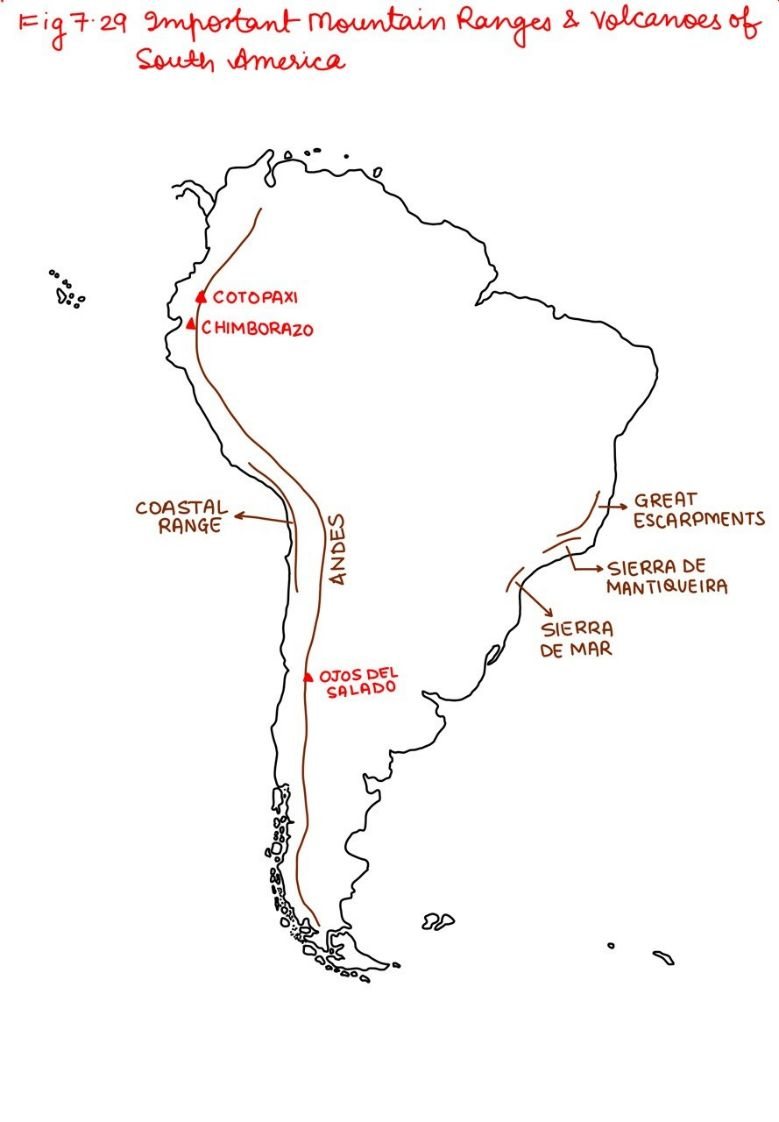 Fig 7.29 Important Mountain Ranges & Volcanoes of
South America
COTOPAXI
CHIMBORAZO
COASTAL
RANGE
ANDES
GREAT
ESCARPMENTS
SIERRA DE
MANTIQUEIRA
SIERRA
DE MAR
OJOS DEL
SALADO